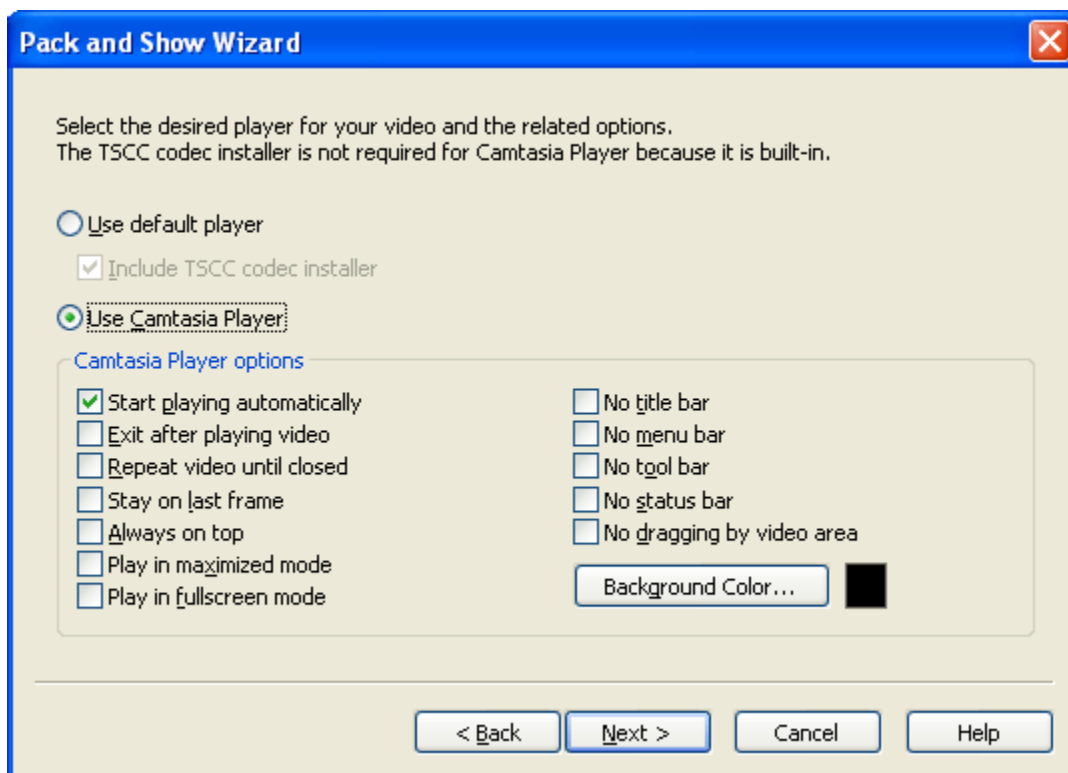 Pack and Show Wizard
Select the desired player for your video and the related options.
The TSCC codec installer is not required for Camtasia Player because it is built-in.
Use default player
Include TSCC codec installer
Use Camtasia Player
Camtasia Player options
Start playing automatically
Exit after playing video
Repeat video until closed
Stay on last frame
Always on top
Play in maximized mode
Play in fullscreen mode
No title bar
No menu bar
No tool bar
No status bar
No dragging by video area
Background Color...
< Back
Next >
Cancel
Help